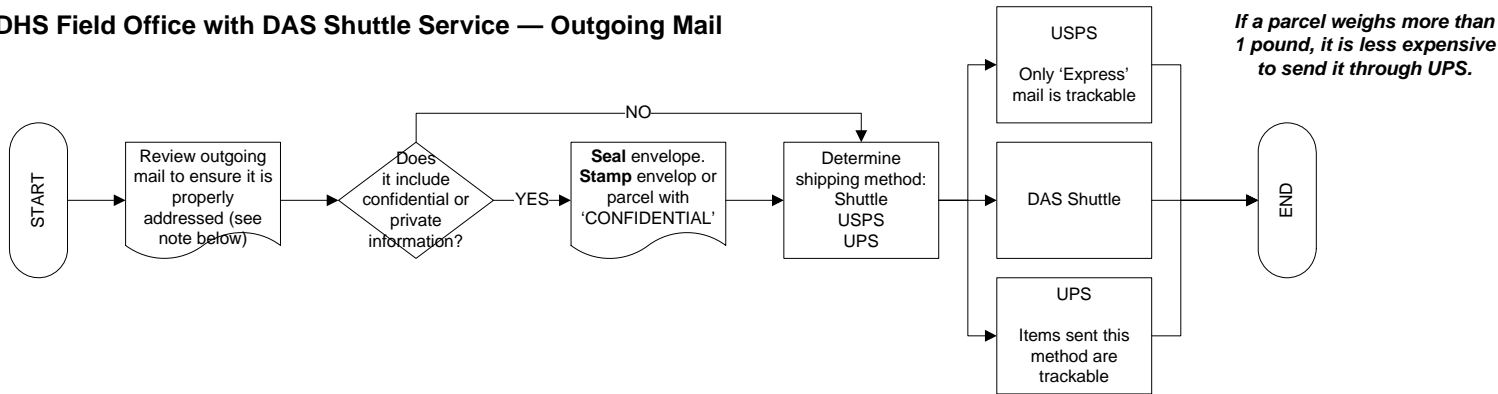 DHS Field Office with DAS Shuttle Service — Outgoing Mail
If a parcel weighs more than
1 pound, it is less expensive
to send it through UPS.
START
Review outgoing
mail to ensure it is
properly
addressed (see
note below)
Does
it include
confidential or
private
information?
NO
YES
Seal envelope.
Stamp envelop or
parcel with
‘CONFIDENTIAL’
Determine
shipping method:
Shuttle
USPS
UPS
USPS
Only ‘Express’
mail is trackable
DAS Shuttle
UPS
Items sent this
method are
trackable
END